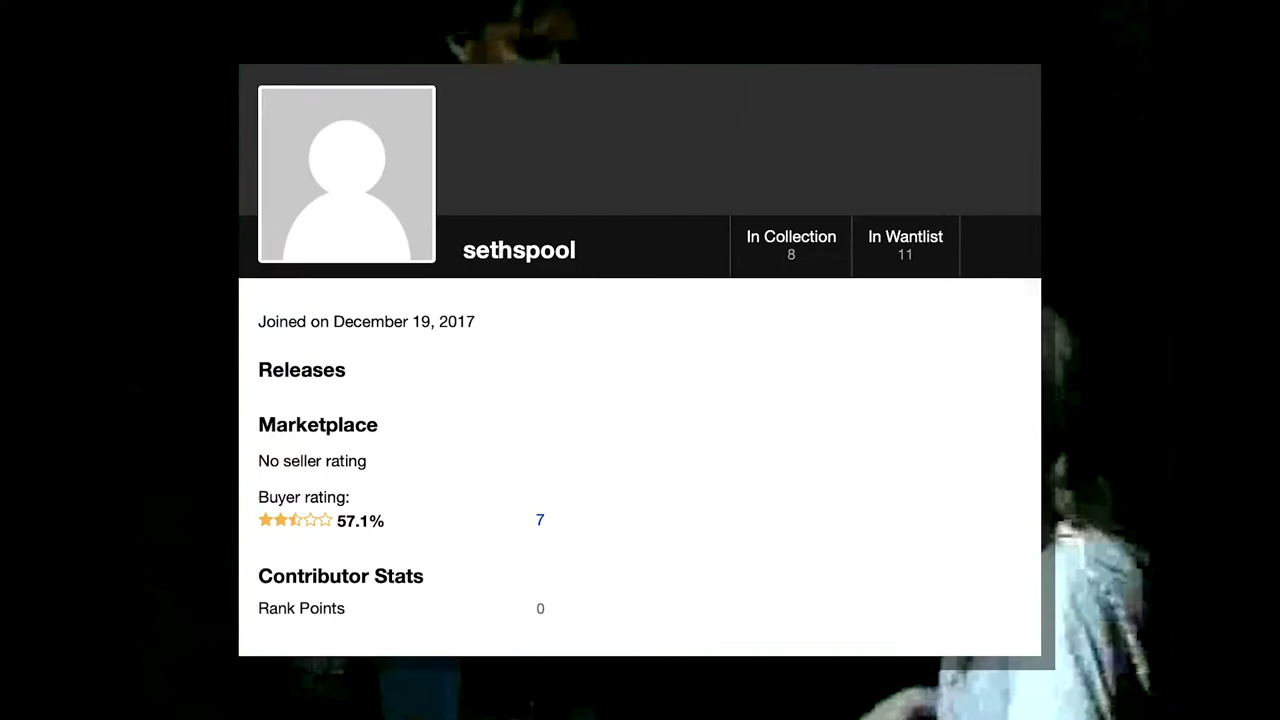 sethspool
In Collection
8
In Wantlist
11
Joined on December 19, 2017
Releases
Marketplace
No seller rating
Buyer rating:
57.1% 7
Contributor Stats
Rank Points 0